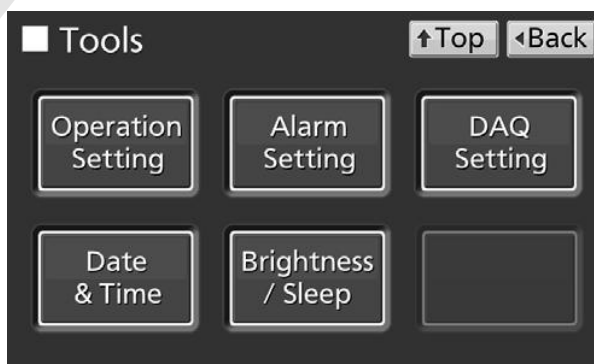 Tools
↑Top
◂Back
Operation
Setting
Alarm
Setting
DAQ
Setting
Date
& Time
Brightness
/ Sleep